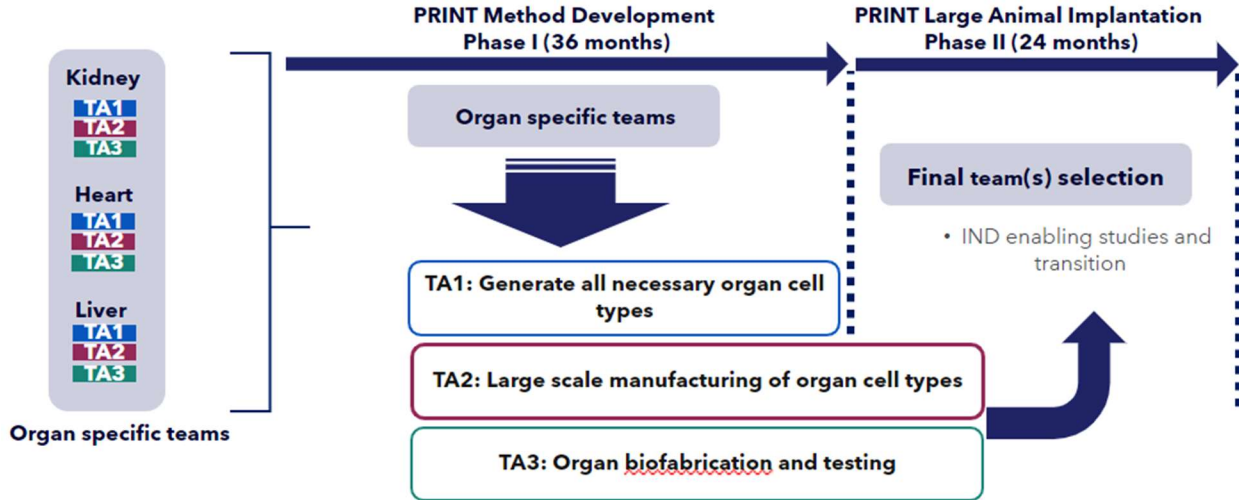 PRINT Method Development
Phase I (36 months)
PRINT Large Animal Implantation
Phase II (24 months)
Kidney
TA1
TA2
TA3
Heart
TA1
TA2
TA3
Liver
TA1
TA2
TA3
Organ specific teams
Organ specific teams
TA1: Generate all necessary organ cell
types
TA2: Large scale manufacturing of organ cell types
TA3: Organ biofabrication and testing
Final team(s) selection
• IND enabling studies and
transition